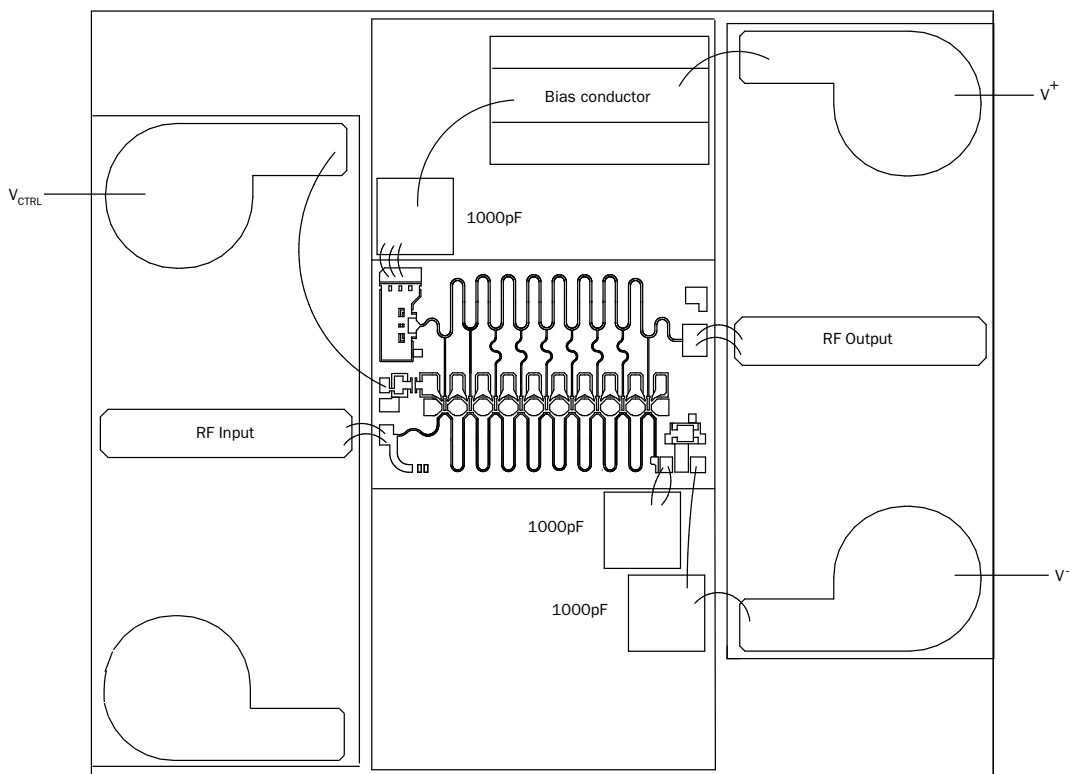 Bias conductor
V+
VCTRL
1000pF
RF Output
RF Input
1000pF
V-
1000pF